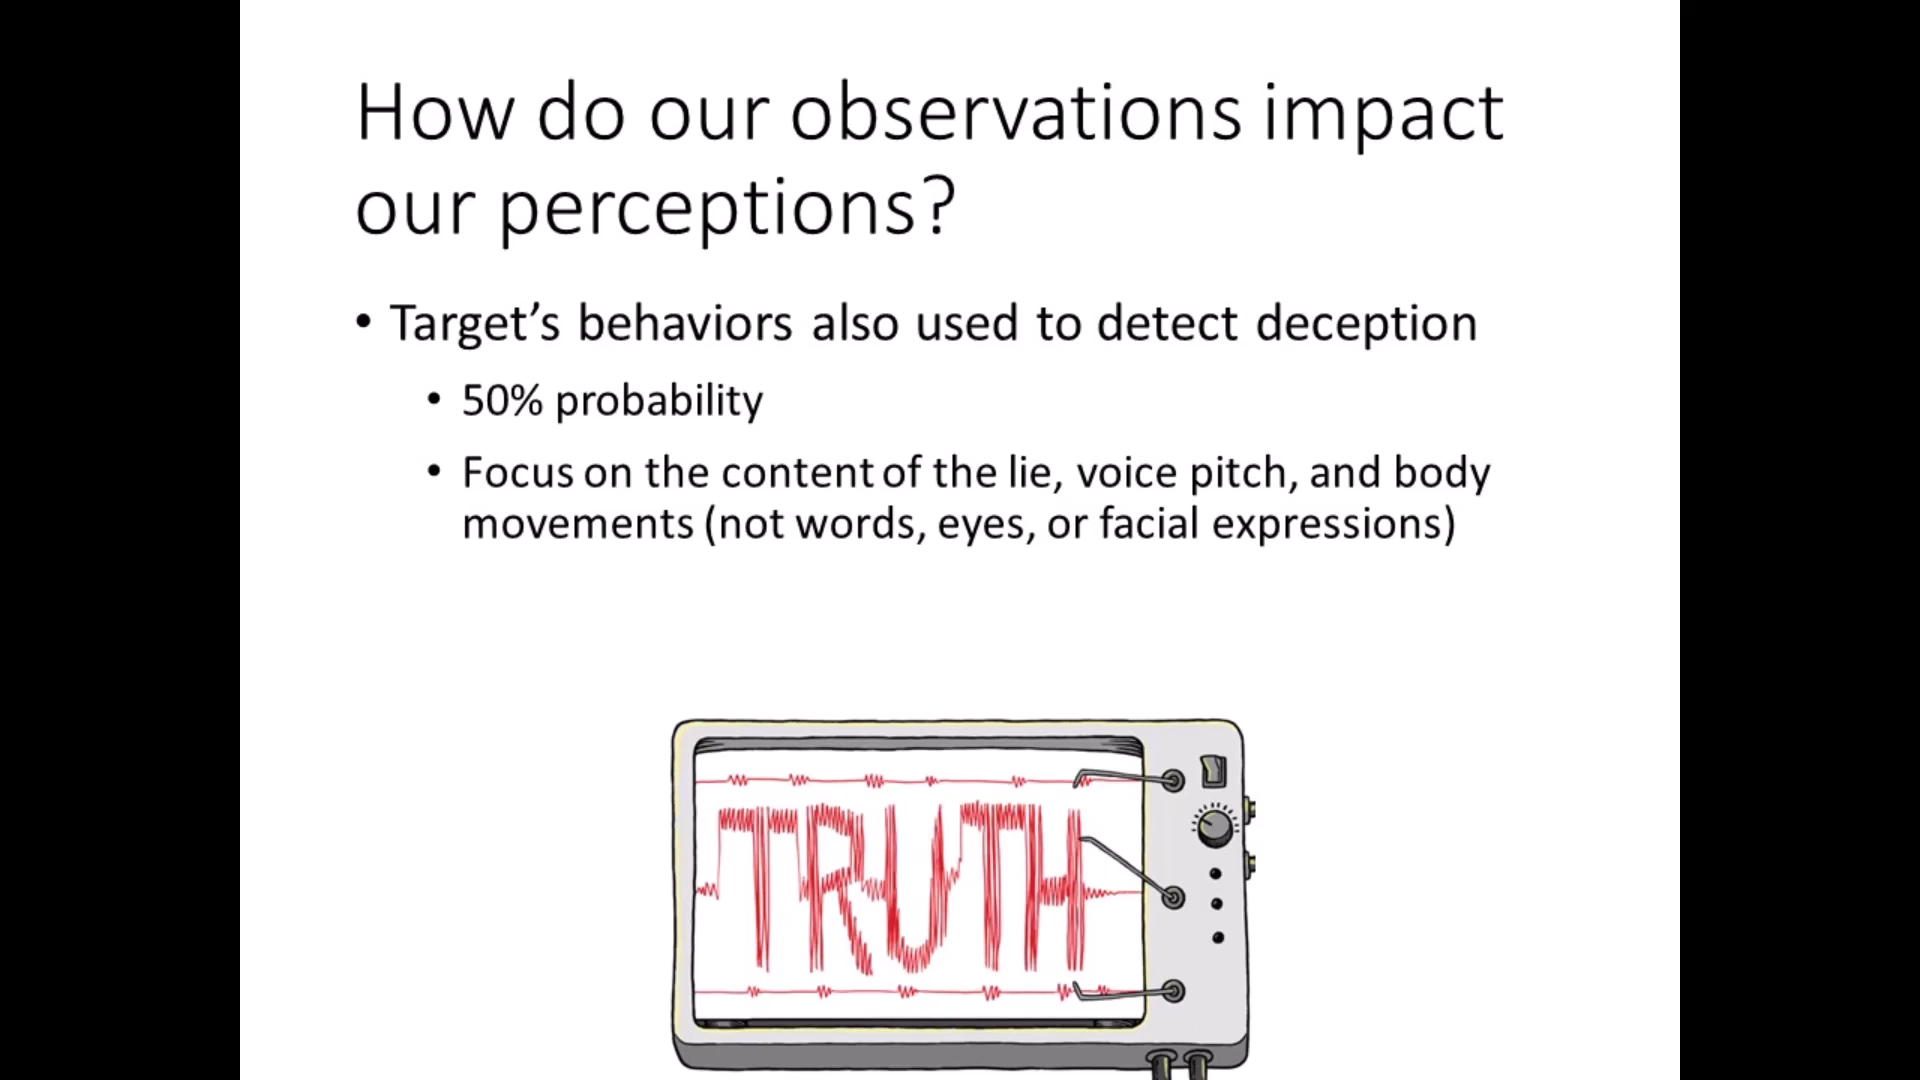 How do our observations impact
our perceptions?
• Target’s behaviors also used to detect deception
• 50% probability
• Focus on the content of the lie, voice pitch, and body
movements (not words, eyes, or facial expressions)
TRUTH